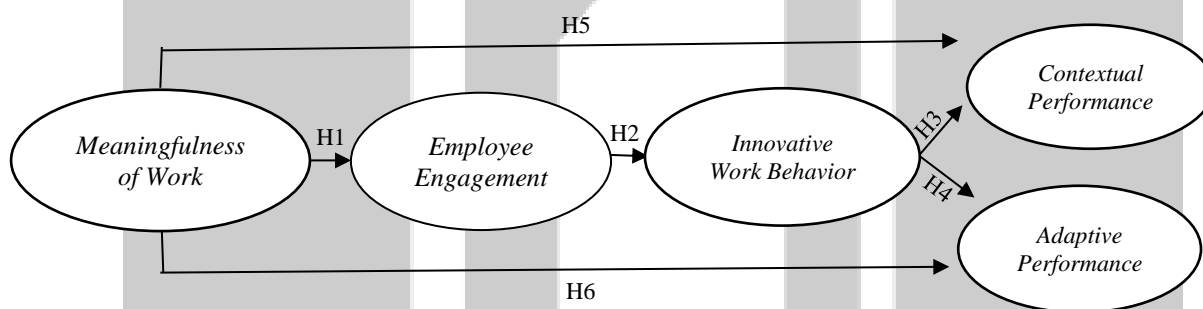 H5
Contextual
Performance
Meaningfulness
of Work
H1
Employee
Engagement
H2
Innovative
Work Behavior
H3
H4
Adaptive
Performance
H6